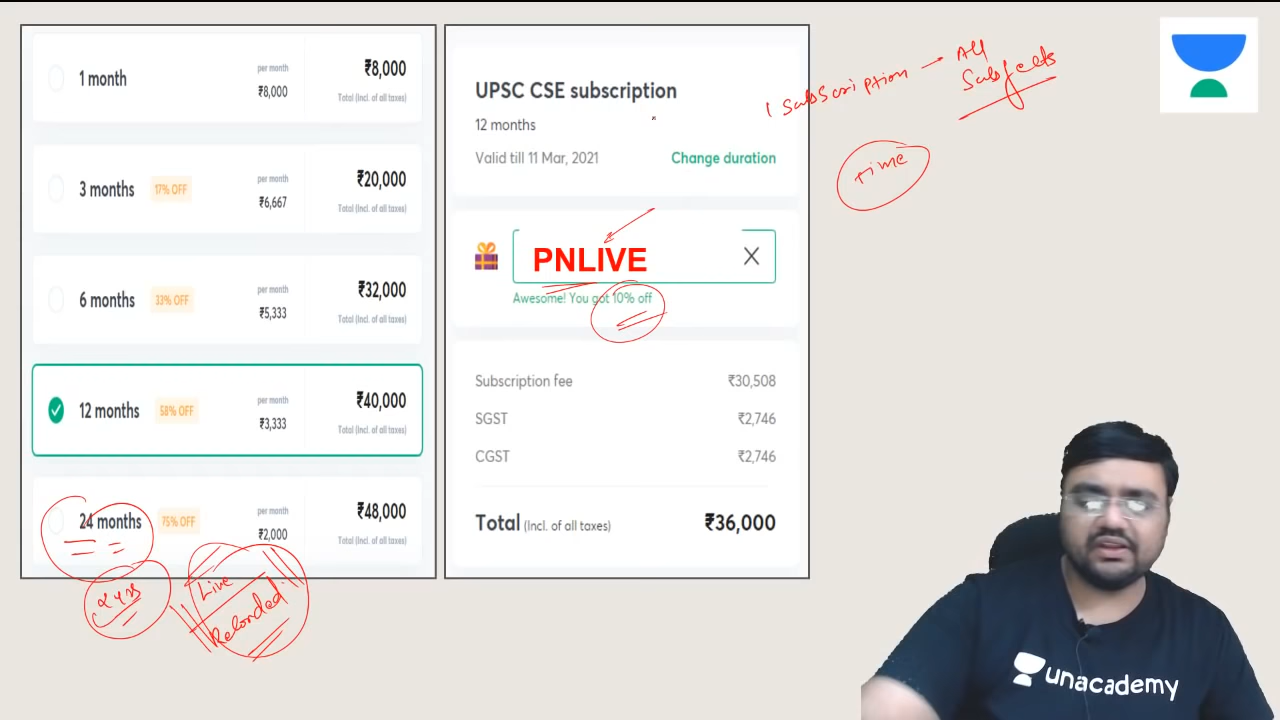 1 month
per month
₹8,000
₹8,000
Total (Incl. of all taxes)
3 months
17% OFF
per month
₹6,667
₹20,000
Total (Incl. of all taxes)
6 months
33% OFF
per month
₹5,333
₹32,000
Total (Incl. of all taxes)
12 months
58% OFF
per month
₹3,333
₹40,000
Total (Incl. of all taxes)
24 months
75% OFF
per month
₹2,000
₹48,000
Total (Incl. of all taxes)
2 yrs
Live
Reloaded
UPSC CSE subscription
12 months
Valid till 11 Mar, 2021
Change duration
PNLIVE
Awesome! You got 10% off
Subscription fee
₹30,508
SGST
₹2,746
CGST
₹2,746
Total (Incl. of all taxes)
₹36,000
1 Subscription → All
Subjects
Time
unacademy